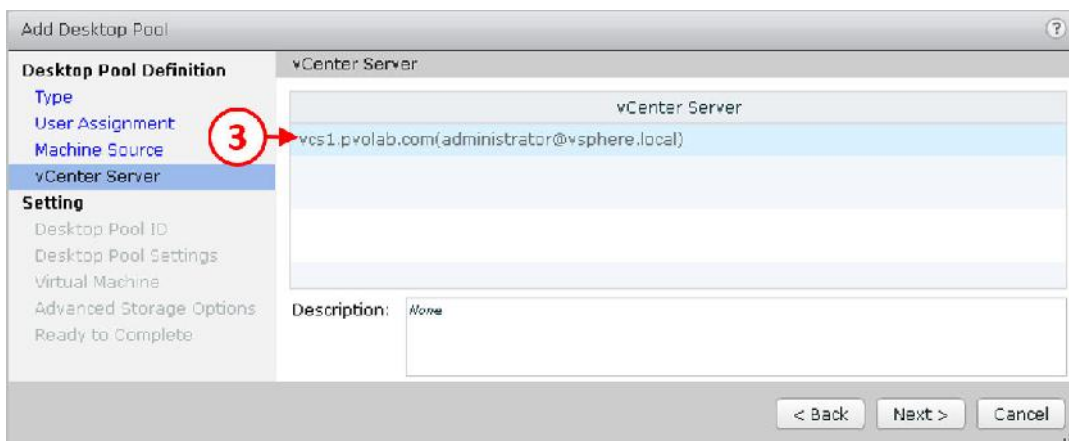 Add Desktop Pool
?
Desktop Pool Definition
Type
User Assignment
Machine Source
vCenter Server
Setting
Desktop Pool ID
Desktop Pool Settings
Virtual Machine
Advanced Storage Options
Ready to Complete
3
vCenter Server
vCenter Server
vcs1.pvolab.com(administrator@vsphere.local)
Description: None
< Back Next > Cancel